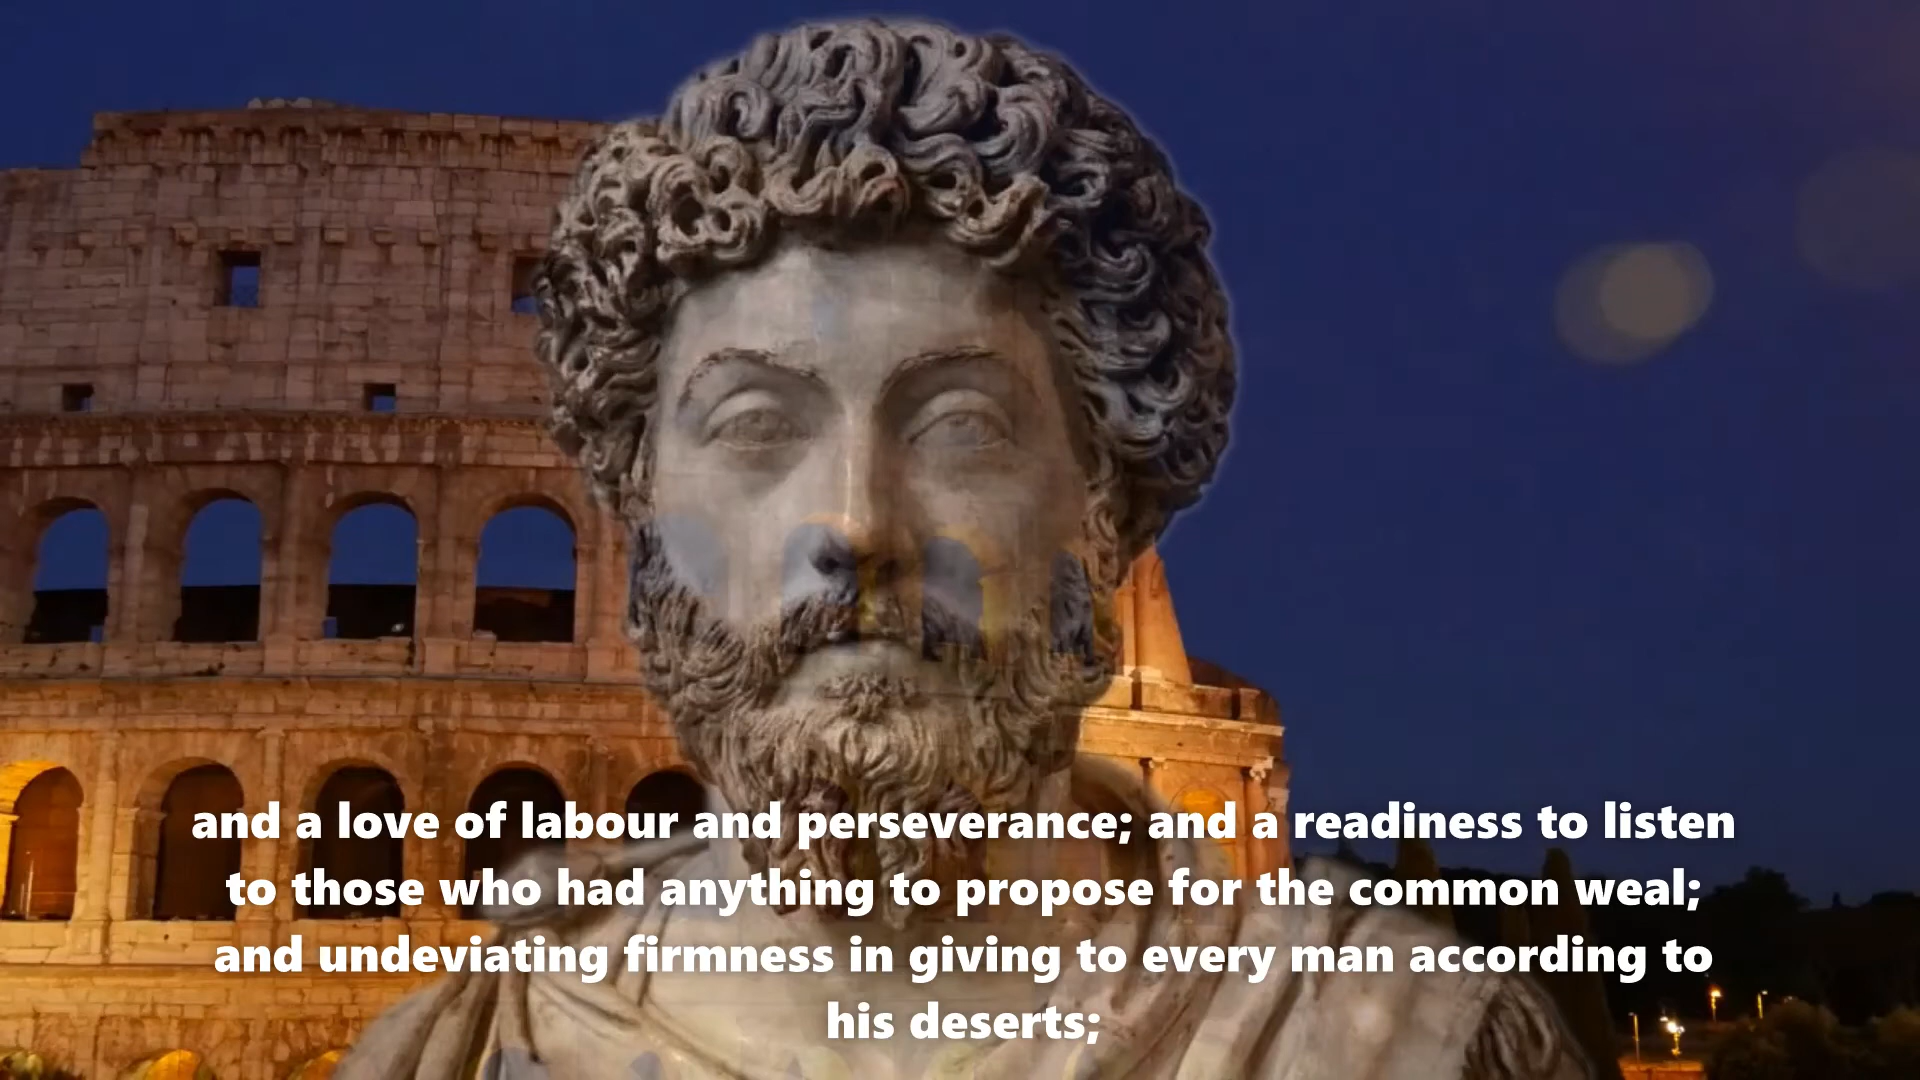 and a love of labour and perseverance; and a readiness to listen
to those who had anything to propose for the common weal;
and undeviating firmness in giving to every man according to
his deserts;